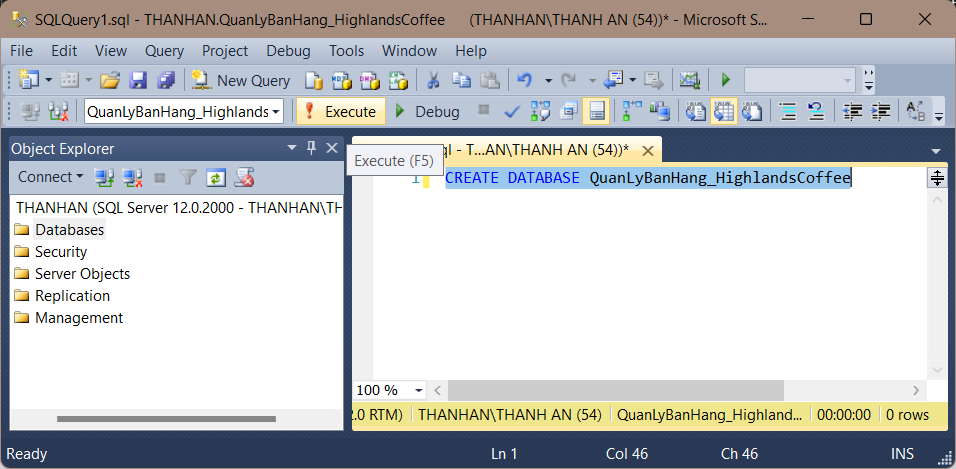 SQLQuery1.sql - THANHAN.QuanLyBanHang_HighlandsCoffee (THANHAN\THANH AN (54))* - Microsoft S...
File Edit View Query Project Debug Tools Window Help
New Query
QuanLyBanHang_Highlands Execute Debug
Object Explorer
ql - T...AN\THANH AN (54))*
Execute (F5)
Connect
1 CREATE DATABASE QuanLyBanHang_HighlandsCoffee
THANHAN (SQL Server 12.0.2000 - THANHAN\TH
Databases
Security
Server Objects
Replication
Management
100 %
2.0 RTM) THANHAN\THANH AN (54) QuanLyBanHang_Highland... 00:00:00 0 rows
Ready Ln 1 Col 46 Ch 46 INS